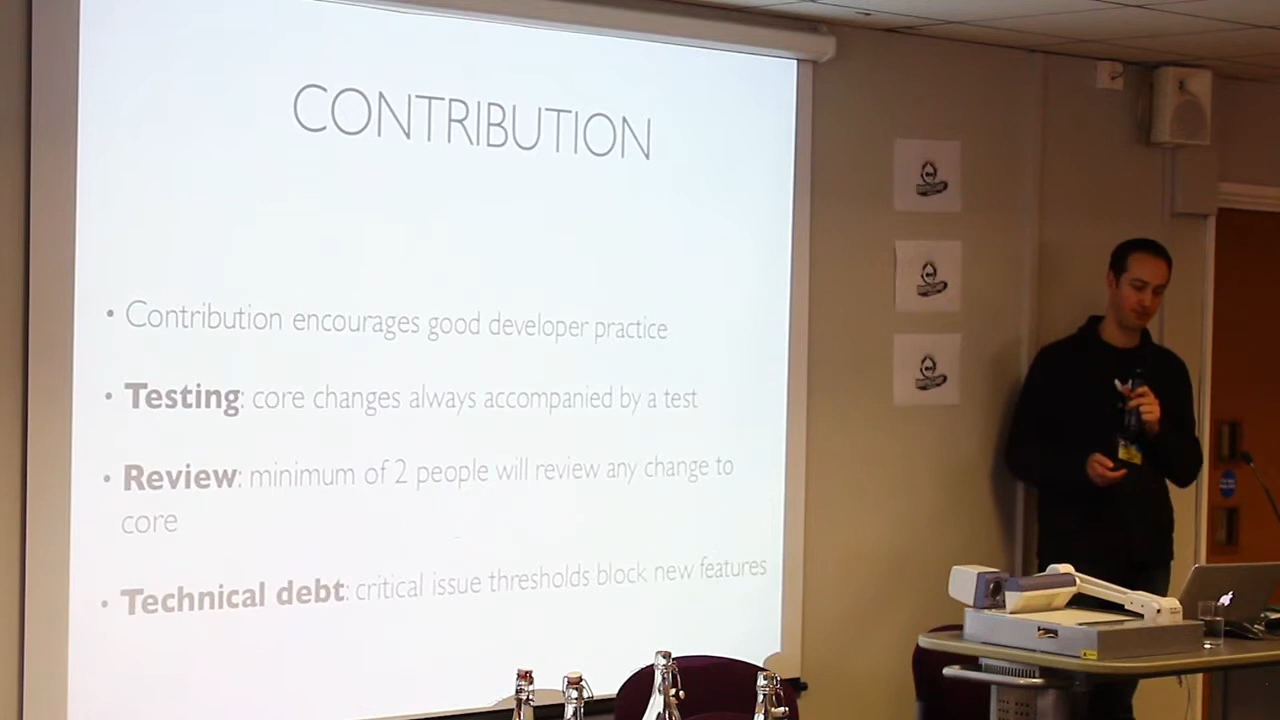 CONTRIBUTION
• Contribution encourages good developer practice
• Testing: core changes always accompanied by a test
• Review: minimum of 2 people will review any change to
core
• Technical debt: critical issue thresholds block new features